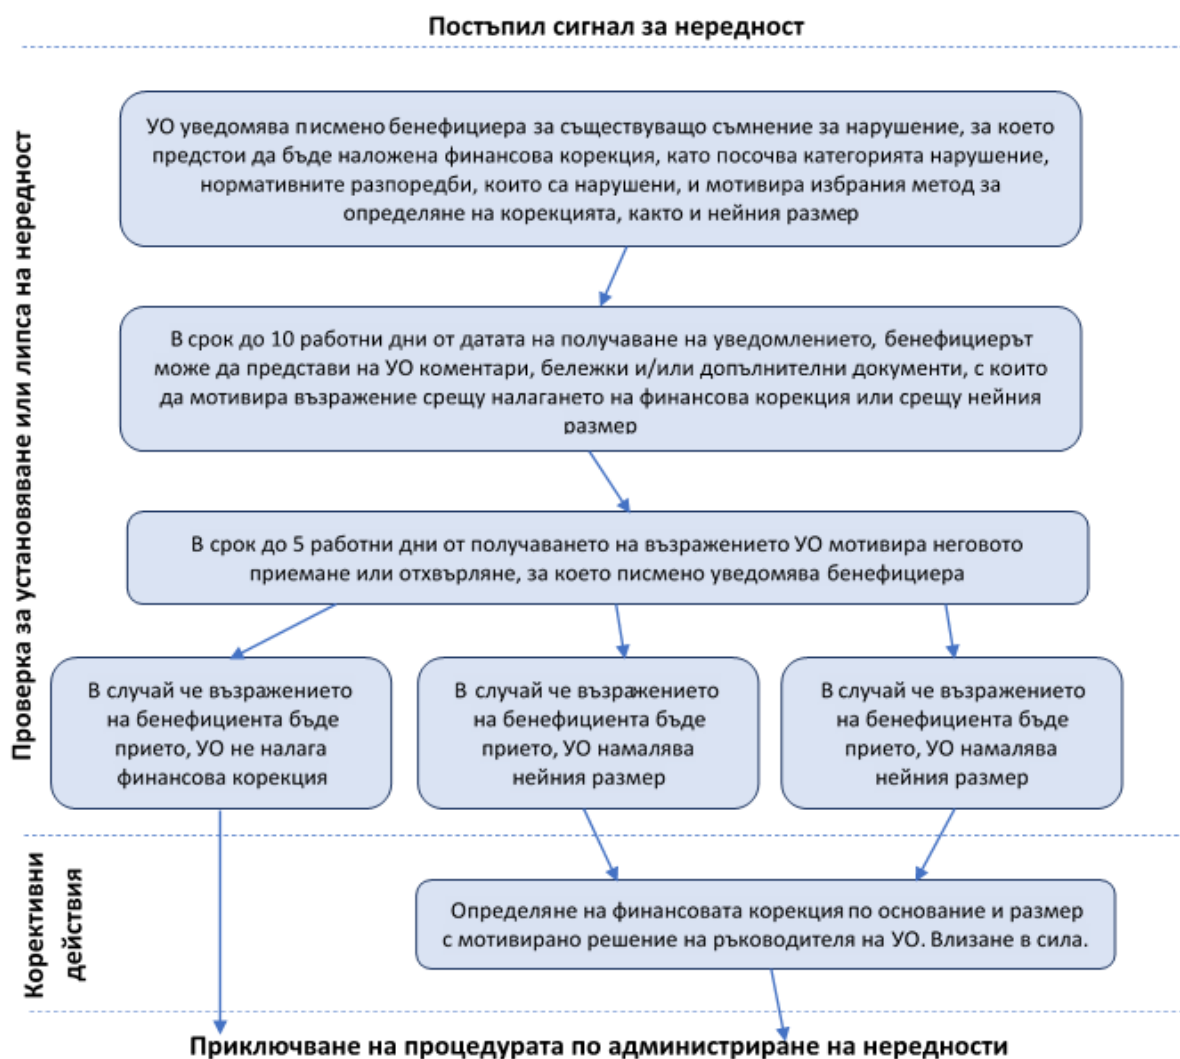 Постъпил сигнал за нередност
Проверка за установяване или липса на нередност
УО уведомява писмено бенефициера за съществуващо съмнение за нарушение, за което
предстои да бъде наложена финансова корекция, като посочва категорията нарушение,
нормативните разпоредби, които са нарушени, и мотивира избрания метод за
определяне на корекцията, както и нейния размер
В срок до 10 работни дни от датата на получаване на уведомлението, бенефициерът
може да представи на УО коментари, бележки и/или допълнителни документи, с които
да мотивира възражение срещу налагането на финансова корекция или срещу нейния
размер
В срок до 5 работни дни от получаването на възражението УО мотивира неговото
приемане или отхвърляне, за което писмено уведомява бенефициера
В случай че възражението
на бенефициента бъде
прието, УО не налага
финансова корекция
В случай че възражението
на бенефициента бъде
прието, УО намалява
нейния размер
В случай че възражението
на бенефициента бъде
прието, УО намалява
нейния размер
Корективни
действия
Определяне на финансовата корекция по основание и размер
с мотивирано решение на ръководителя на УО. Влизане в сила.
Приключване на процедурата по администриране на нередности